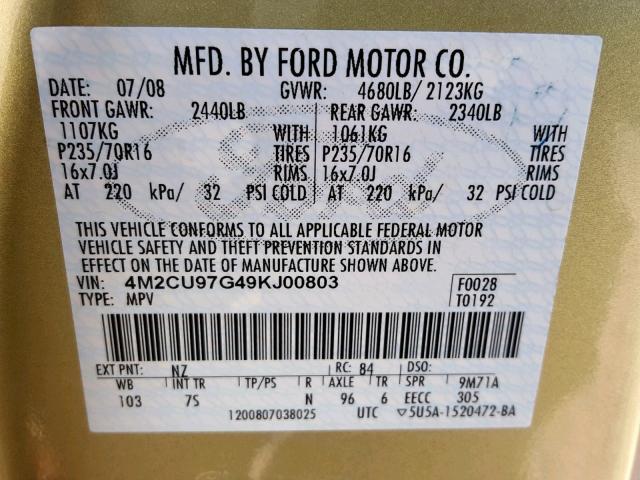 MFD. BY FORD MOTOR CO.
DATE: 07/08 GVWR: 4680LB/ 2123KG
FRONT GAWR: 2440LB REAR GAWR: 2340LB
1107KG WITH 1061KG WITH
P235/70R16 TIRES P235/70R16 TIRES
16x7.0J RIMS 16x7.0J RIMS
AT 220 kPa/ 32 PSI COLD AT 220 kPa/ 32 PSI COLD
Ford
THIS VEHICLE CONFORMS TO ALL APPLICABLE FEDERAL MOTOR
VEHICLE SAFETY AND THEFT PREVENTION STANDARDS IN
EFFECT ON THE DATE OF MANUFACTURE SHOWN ABOVE.
VIN: 4M2CU97G49KJ00803 F0028
TYPE: MPV T0192
EXT PNT: NZ RC: 84 DSO:
WB INT TR TP/PS R AXLE TR SPR 9M71A
103 7S N 96 6 EECC 305
1200807038025 UTC ▽5U5A-1520472-BA